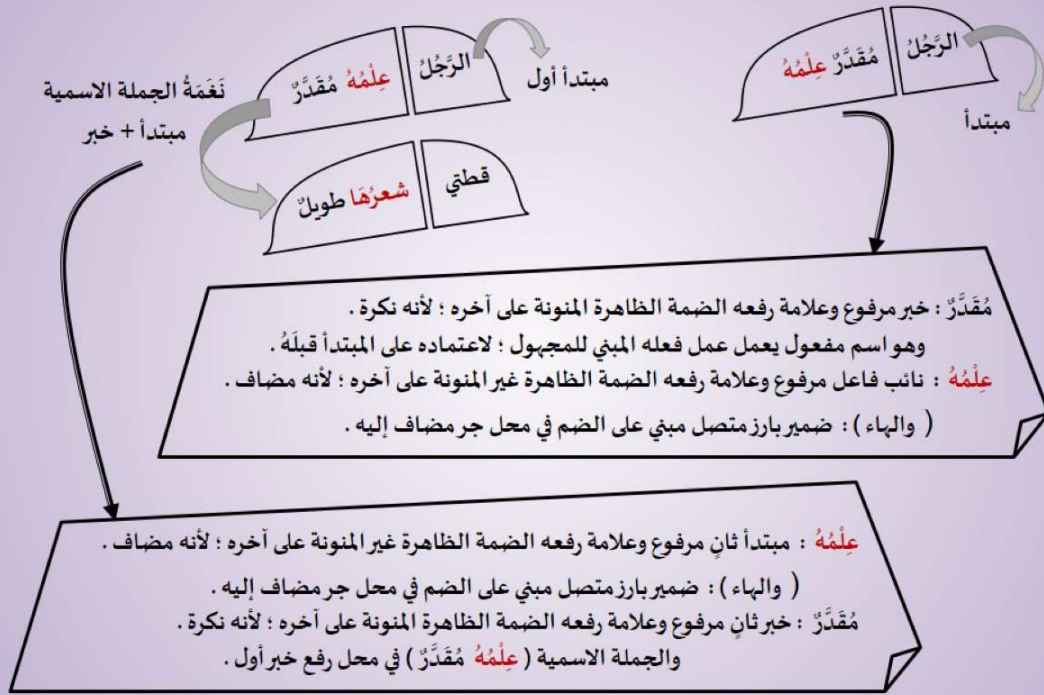 الرَّجُلُ مُقَدَّرٌ عِلْمُهُ
مبتدأ
الرَّجُلُ عِلْمُهُ مُقَدَّرٌ
مبتدأ أول
نَغَمَةُ الجملة الاسمية
مبتدأ + خبر
قطتي شعرُهَا طويلٌ
مُقَدَّرٌ : خبر مرفوع وعلامة رفعه الضمة الظاهرة المنونة على آخره ؛ لأنه نكرة .
وهو اسم مفعول يعمل عمل فعله المبني للمجهول ؛ لاعتماده على المبتدأ قبلَهُ .
عِلْمُهُ : نائب فاعل مرفوع وعلامة رفعه الضمة الظاهرة غير المنونة على آخره ؛ لأنه مضاف .
( والهاء ) : ضمير بارز متصل مبني على الضم في محل جر مضاف إليه .
عِلْمُهُ : مبتدأ ثانٍ مرفوع وعلامة رفعه الضمة الظاهرة غير المنونة على آخره ؛ لأنه مضاف .
( والهاء ) : ضمير بارز متصل مبني على الضم في محل جر مضاف إليه .
مُقَدَّرٌ : خبر ثانٍ مرفوع وعلامة رفعه الضمة الظاهرة المنونة على آخره ؛ لأنه نكرة .
والجملة الاسمية ( عِلْمُهُ مُقَدَّرٌ ) في محل رفع خبر أول .